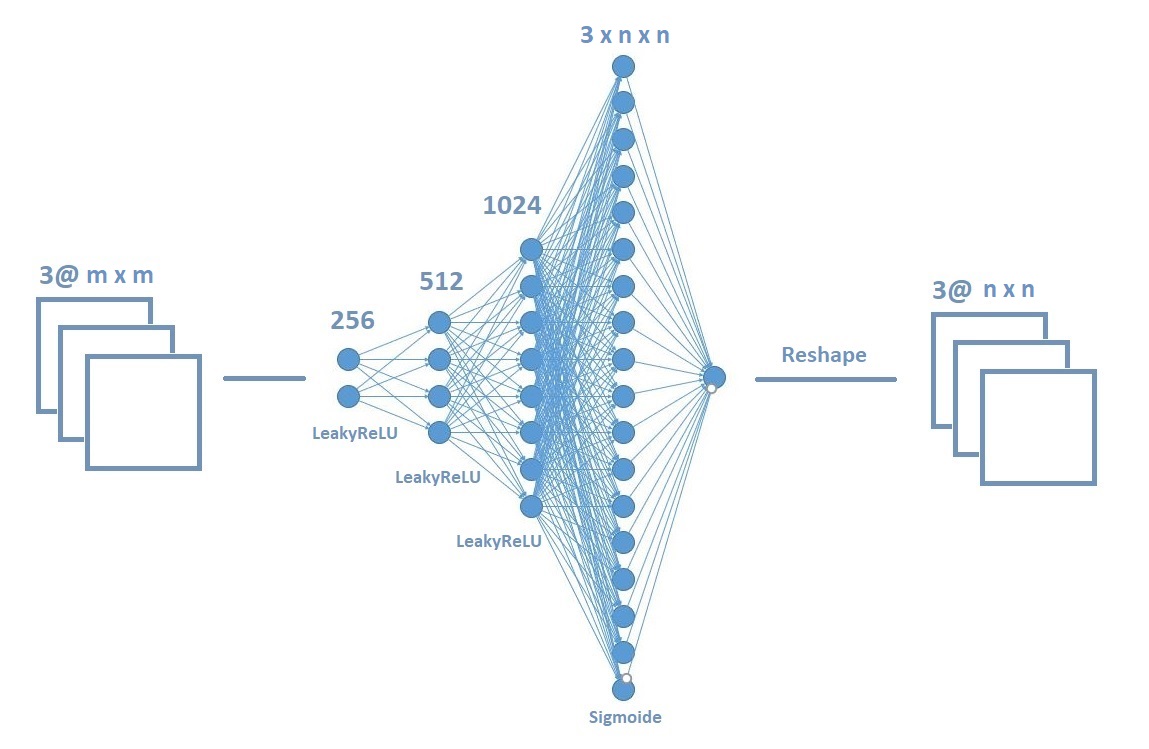 3 x n x n
1024
512
256
3@ m x m
LeakyReLU
LeakyReLU
LeakyReLU
Sigmoide
Reshape
3@ n x n